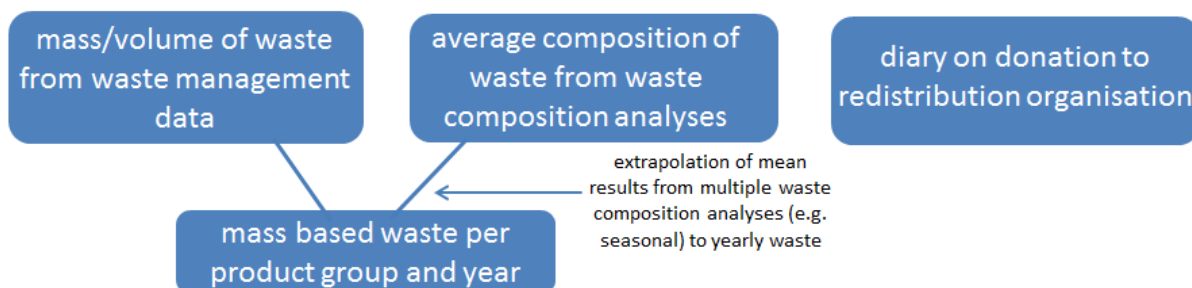 mass/volume of waste
from waste management
data
average composition of
waste from waste
composition analyses
diary on donation to
redistribution organisation
extrapolation of mean
results from multiple waste
composition analyses (e.g.
seasonal) to yearly waste
mass based waste per
product group and year